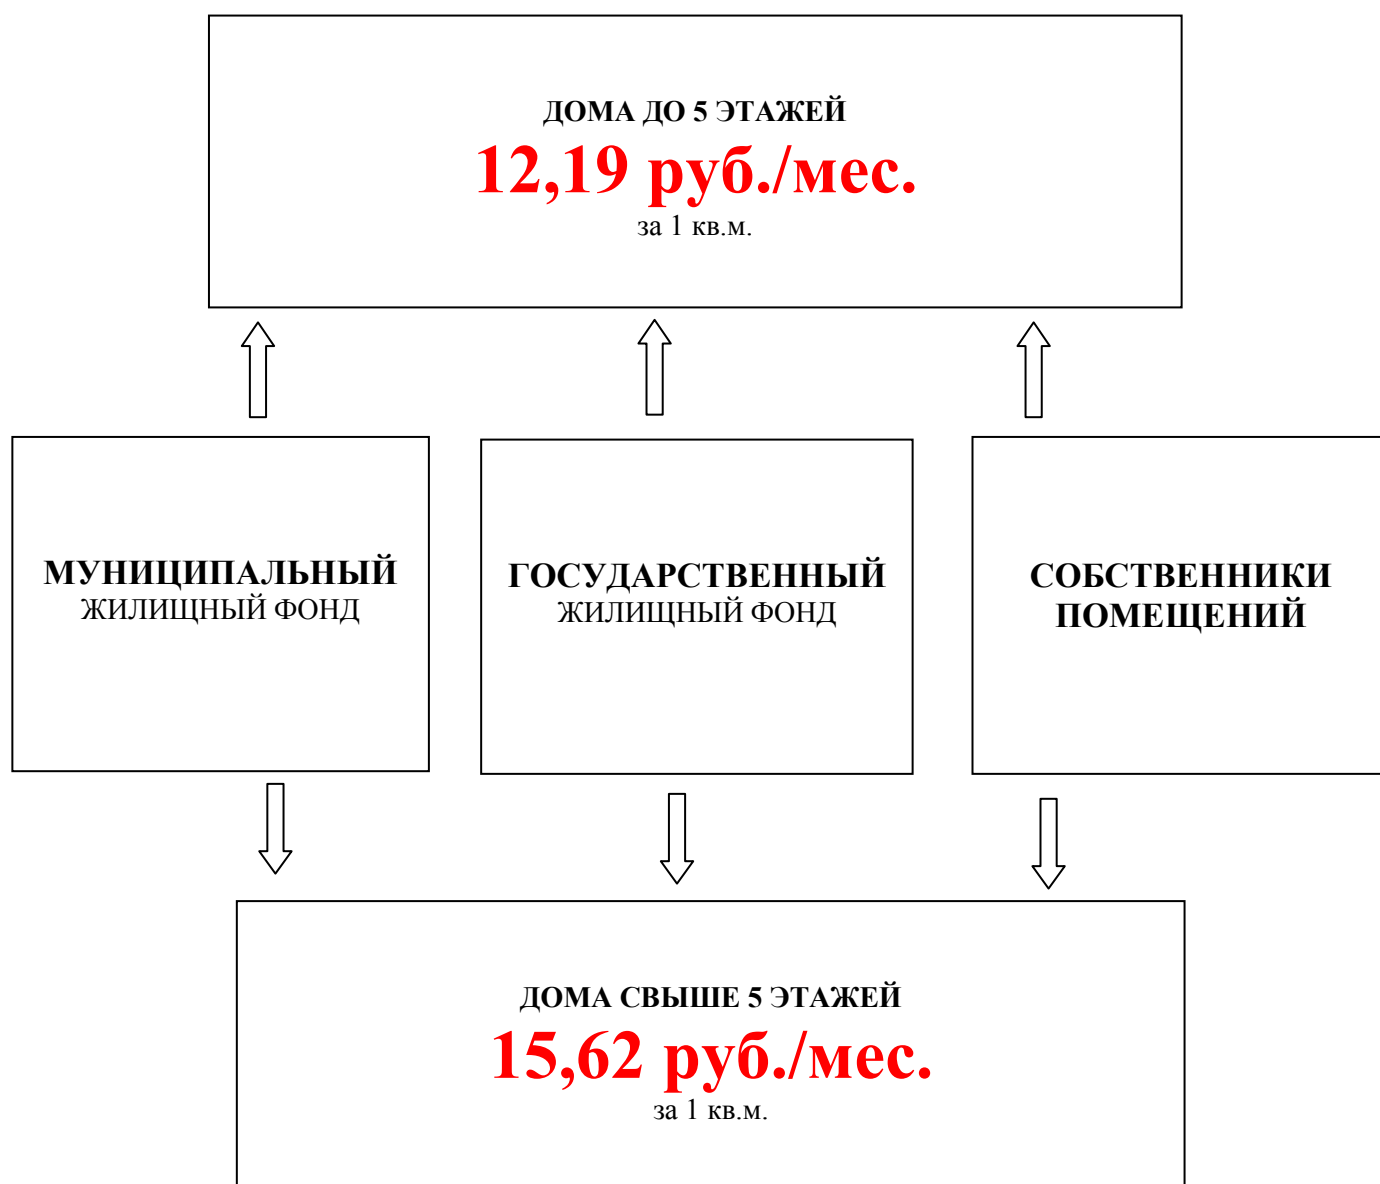 ДОМА ДО 5 ЭТАЖЕЙ
12,19 руб./мес.
за 1 кв.м.
МУНИЦИПАЛЬНЫЙ
ЖИЛИЩНЫЙ ФОНД
ГОСУДАРСТВЕННЫЙ
ЖИЛИЩНЫЙ ФОНД
СОБСТВЕННИКИ
ПОМЕЩЕНИЙ
ДОМА СВЫШЕ 5 ЭТАЖЕЙ
15,62 руб./мес.
за 1 кв.м.